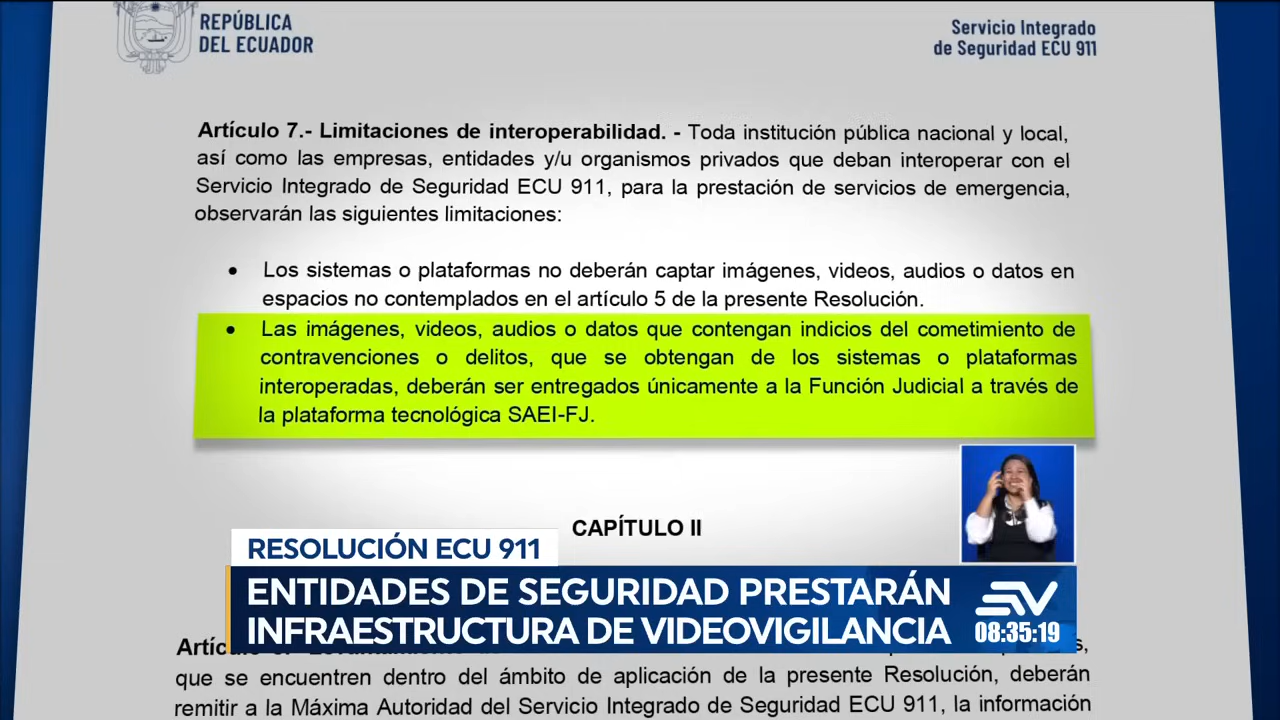 REPÚBLICA
DEL ECUADOR
Servicio Integrado
de Seguridad ECU 911
Artículo 7.- Limitaciones de interoperabilidad. - Toda institución pública nacional y local,
así como las empresas, entidades y/u organismos privados que deban interoperar con el
Servicio Integrado de Seguridad ECU 911, para la prestación de servicios de emergencia,
observarán las siguientes limitaciones:
• Los sistemas o plataformas no deberán captar imágenes, videos, audios o datos en
espacios no contemplados en el artículo 5 de la presente Resolución.
• Las imágenes, videos, audios o datos que contengan indicios del cometimiento de
contravenciones o delitos, que se obtengan de los sistemas o plataformas
interoperadas, deberán ser entregados únicamente a la Función Judicial a través de
la plataforma tecnológica SAEI-FJ.
CAPÍTULO II
RESOLUCIÓN ECU 911
ENTIDADES DE SEGURIDAD PRESTARÁN
INFRAESTRUCTURA DE VIDEOVIGILANCIA
08:35:19
que se encuentren dentro del ámbito de aplicación de la presente Resolución, deberán
remitir a la Máxima Autoridad del Servicio Integrado de Seguridad ECU 911, la información